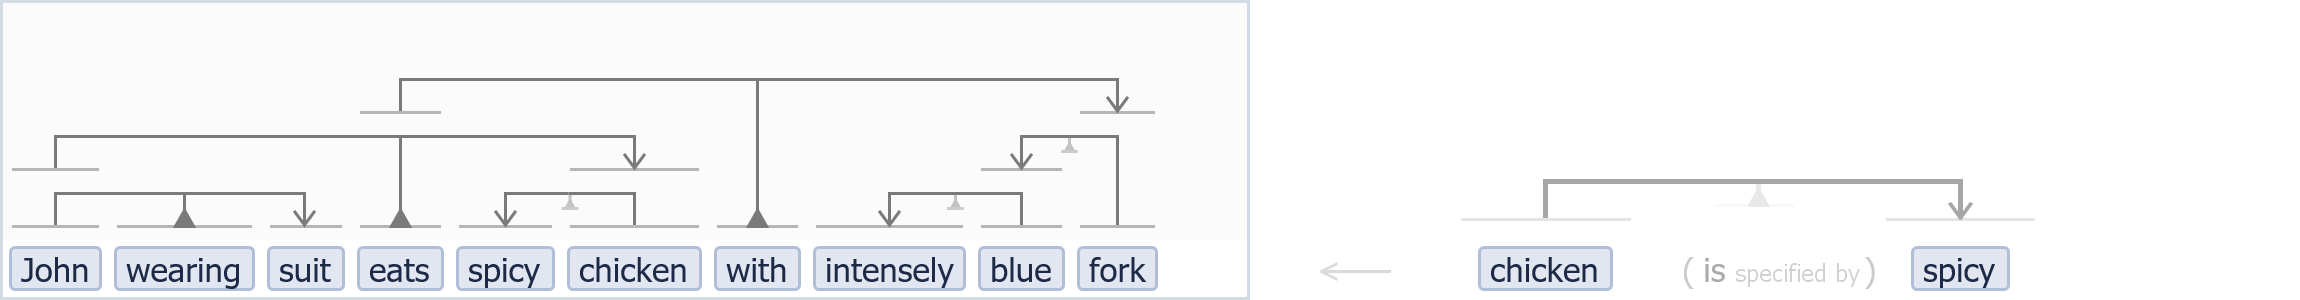 John wearing suit eats spicy chicken with intensely blue fork chicken ( is specified by ) spicy